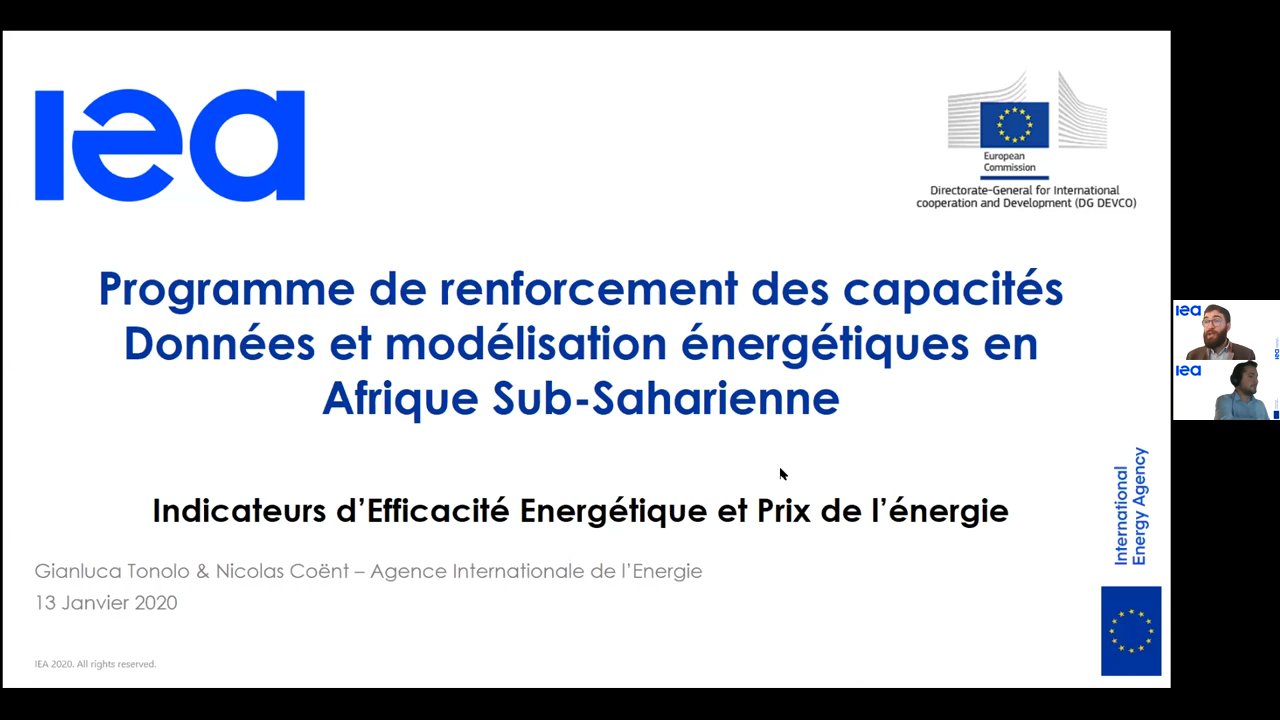 iea
European
Commission
Directorate-General for International
cooperation and Development (DG DEVCO)
Programme de renforcement des capacités
Données et modélisation énergétiques en
Afrique Sub-Saharienne
iea
iea
Indicateurs d’Efficacité Energétique et Prix de l’énergie
International
Energy Agency
Gianluca Tonolo & Nicolas Coënt – Agence Internationale de l’Energie
13 Janvier 2020
IEA 2020. All rights reserved.